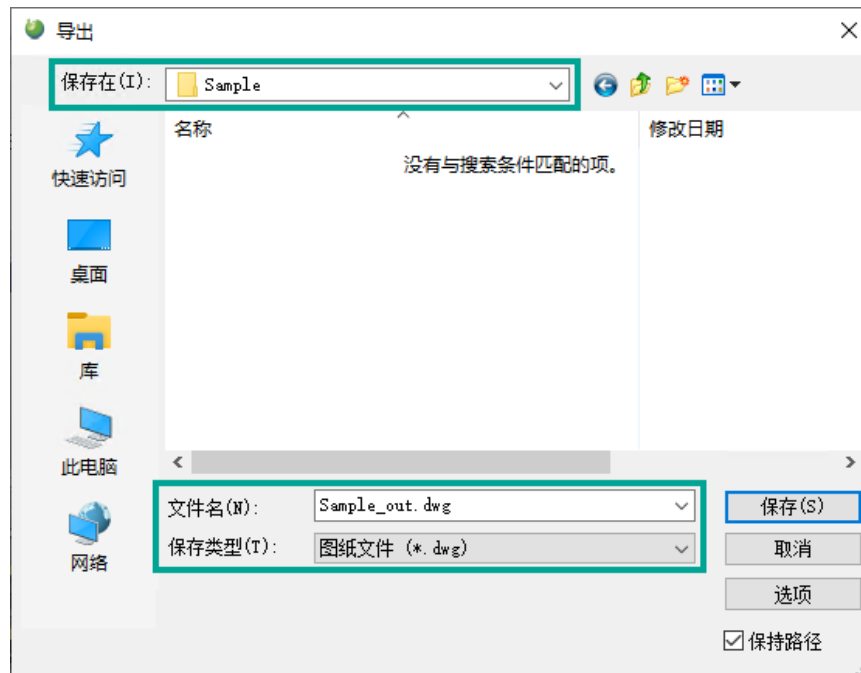 导出
保存在(I):
Sample
名称
修改日期
没有与搜索条件匹配的项。
快速访问
桌面
库
此电脑
网络
文件名(N):
Sample_out.dwg
保存(S)
保存类型(T):
图纸文件 (*.dwg)
取消
选项
保持路径